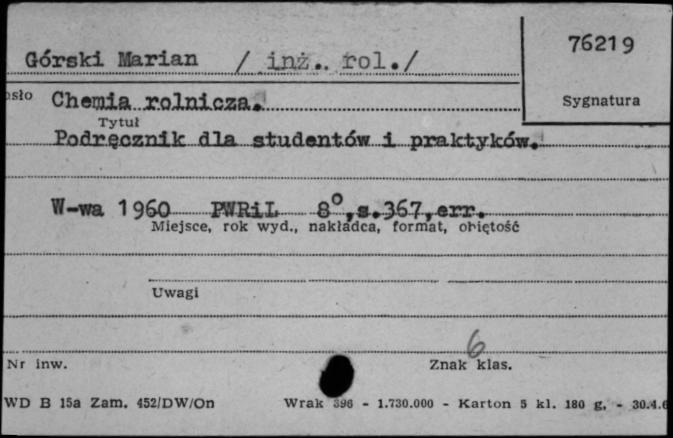 76219
Górski Marian / inż. rol./
Sygnatura
Chemia rolnicza.
Tytuł
Podręcznik dla studentów i praktyków.
W-wa 1960 PWRiL 8°,s.367,err.
Miejsce, rok wyd., nakładca, format, objętość
Uwagi
6
Nr inw. Znak klas.
WD B 15a Zam. 452/DW/On Wrak 396 - 1.730.000 - Karton 5 kl. 180 g. - 30.4.6